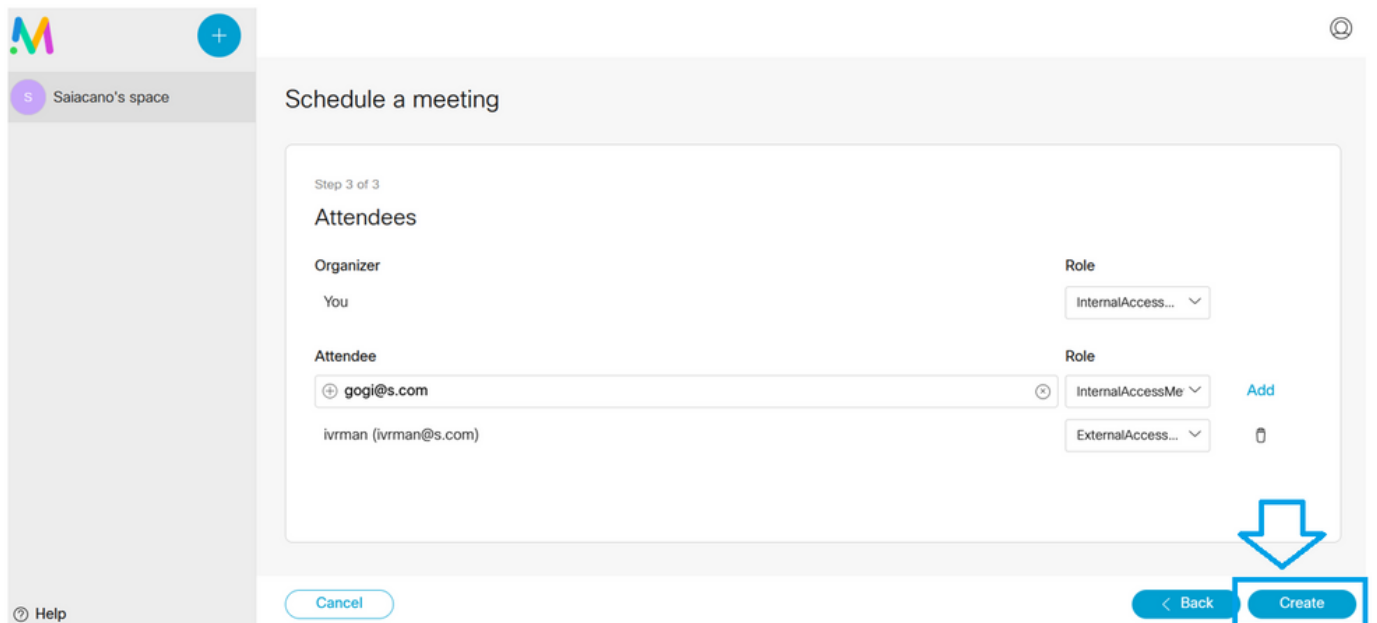 S Saiacano's space
Schedule a meeting
Step 3 of 3
Attendees
Organizer Role
You InternalAccess...
Attendee Role
gogi@s.com InternalAccessMe Add
ivrman (ivrman@s.com) ExternalAccess...
Help Cancel Back Create